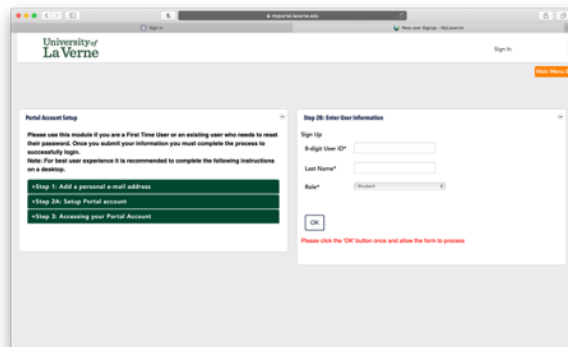 myportal.laverne.edu
Sign In
New user Signup - MyLaverne
University of
La Verne
Sign In
Main Menu
Portal Account Setup
Please use this module if you are a First Time User or an existing user who needs to reset
their password. Once you submit your information you must complete the process to
successfully login.
Note: For best user experience it is recommended to complete the following instructions
on a desktop.
+Step 1: Add a personal e-mail address
+Step 2A: Setup Portal account
+Step 3: Accessing your Portal Account
Step 2B: Enter User Information
Sign Up
8-digit User ID*
Last Name*
Role*
Student
OK
Please click the 'OK' button once and allow the form to process